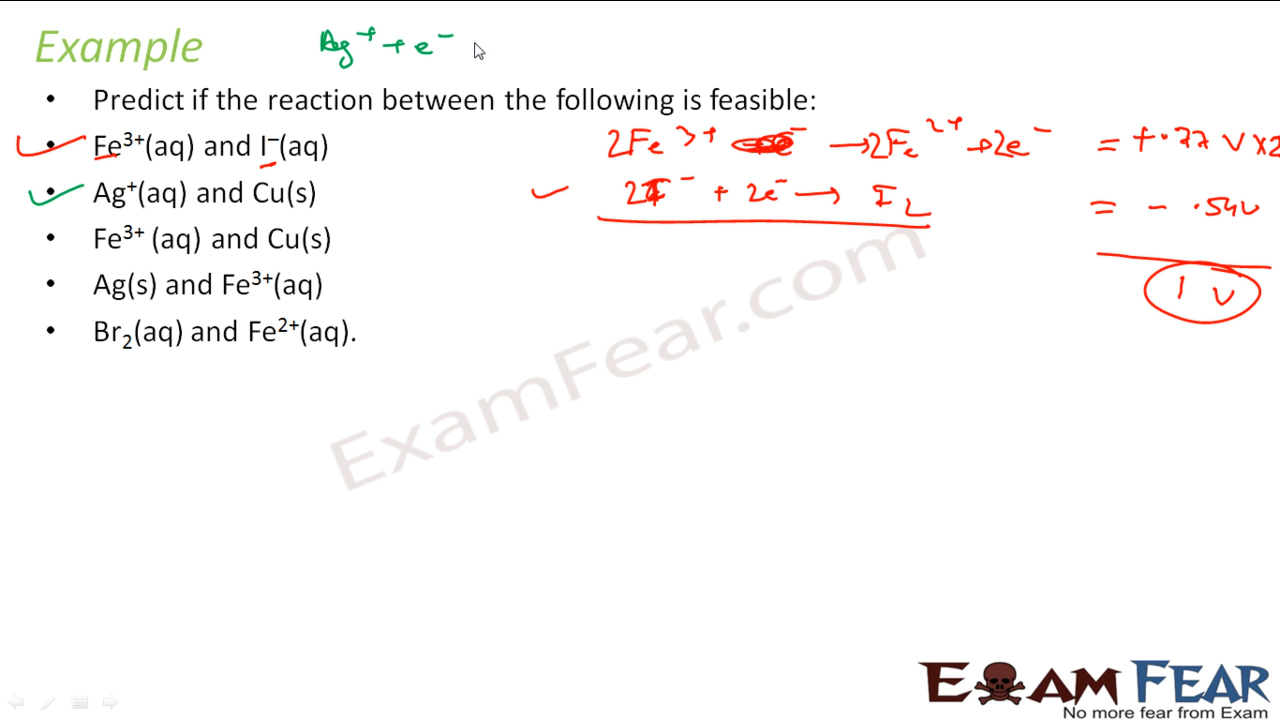 Example
Ag⁺ + e⁻
• Predict if the reaction between the following is feasible:
• Fe³⁺(aq) and I⁻(aq)
2Fe³⁺ → 2Fe²⁺ + 2e⁻ = +.77 V x2
• Ag⁺(aq) and Cu(s)
2I⁻ + 2e⁻ → I₂ = - .54V
• Fe³⁺ (aq) and Cu(s)
• Ag(s) and Fe³⁺(aq)
1 V
• Br₂(aq) and Fe²⁺(aq).
ExamFear.com
EXAM FEAR
No more fear from Exam